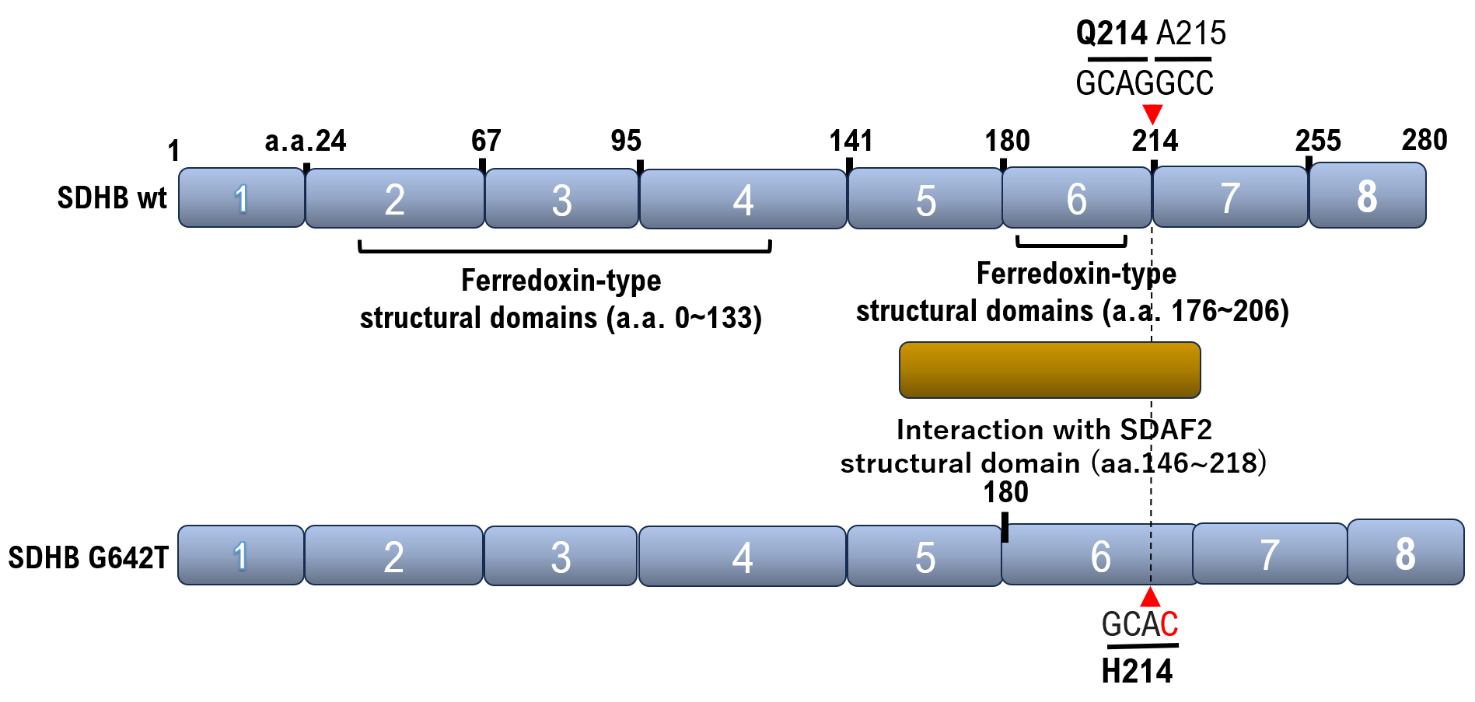 Q214 A215
GCAGGCC
1 a.a.24 67 95 141 180 214 255 280
SDHB wt 1 2 3 4 5 6 7 8
Ferredoxin-type
structural domains (a.a. 0~133)
Ferredoxin-type
structural domains (a.a. 176~206)
Interaction with SDAF2
structural domain (aa.146~218)
180
SDHB G642T 1 2 3 4 5 6 7 8
GCAC
H214